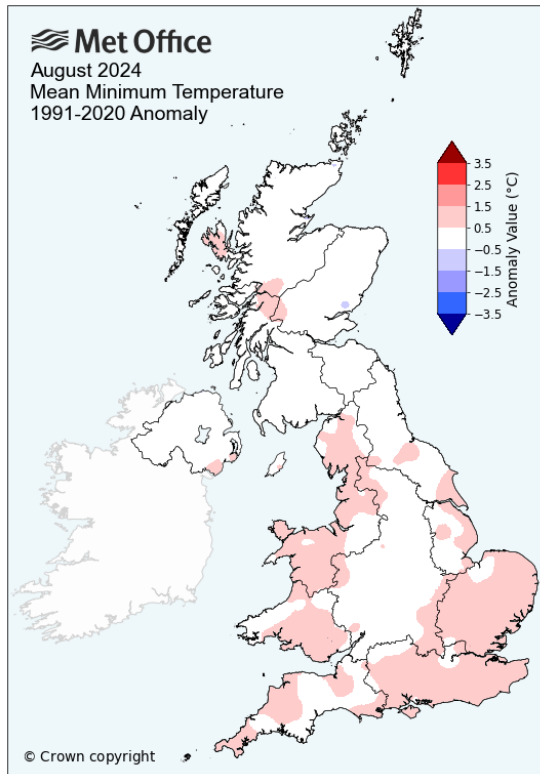 Met Office
August 2024
Mean Minimum Temperature
1991-2020 Anomaly
3.5
2.5
1.5
0.5
−0.5
−1.5
−2.5
−3.5
Anomaly Value (°C)
© Crown copyright